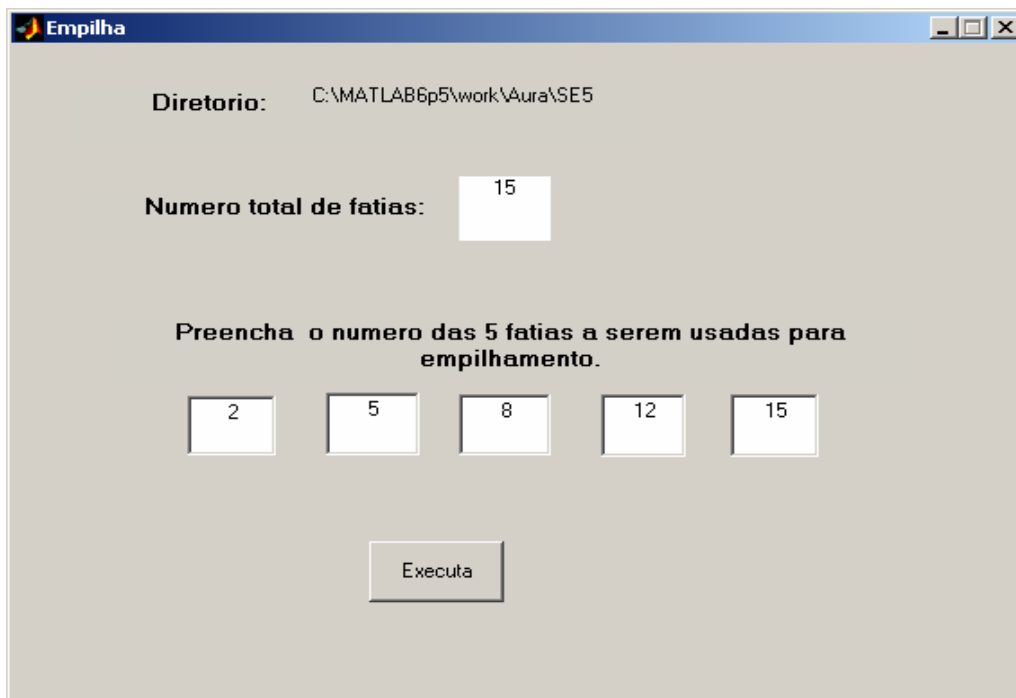 Empilha
Diretorio: C:\MATLAB6p5\work\Aura\SE5
Numero total de fatias: 15
Preencha o numero das 5 fatias a serem usadas para
empilhamento.
2 5 8 12 15
Executa